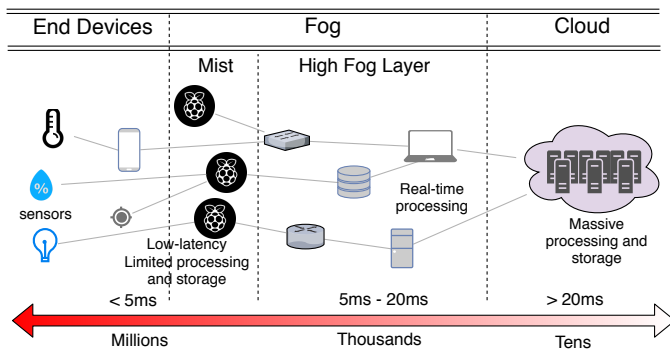 End Devices
Fog
Cloud
Mist
High Fog Layer
%
sensors
Real-time
processing
Low-latency
Limited processing
and storage
Massive
processing and
storage
< 5ms
5ms - 20ms
> 20ms
Millions
Thousands
Tens